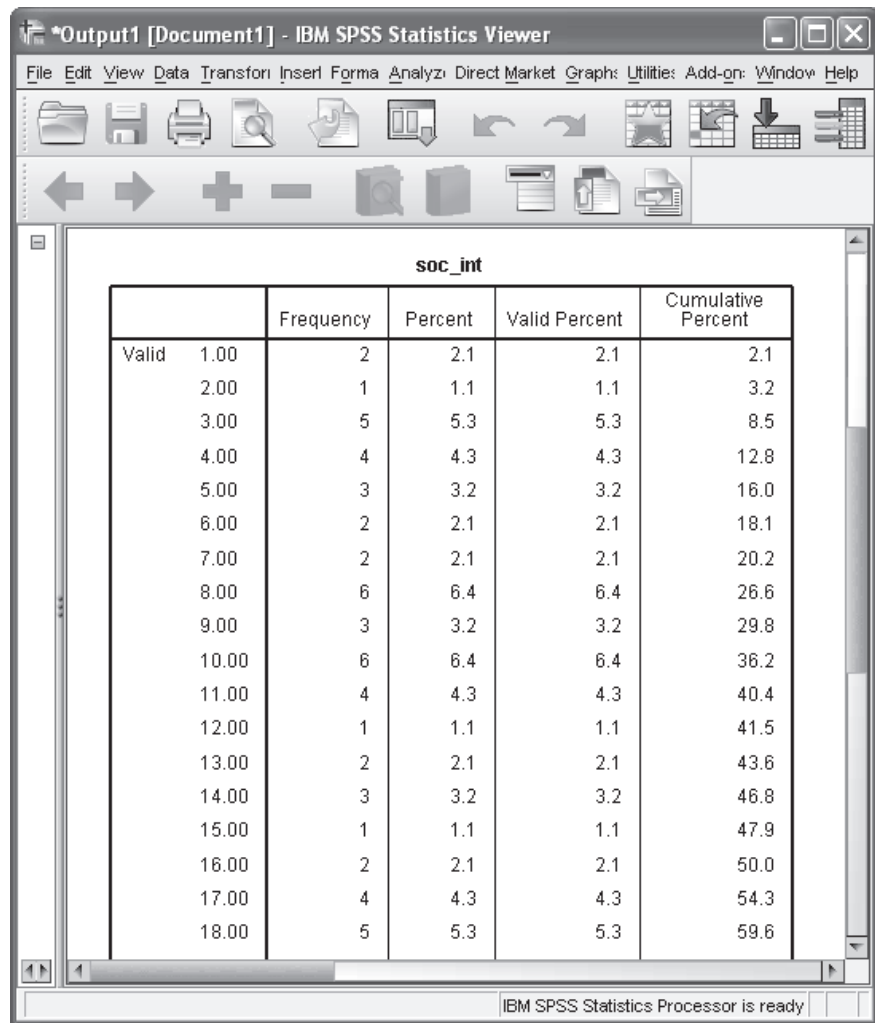 *Output1 [Document1] - IBM SPSS Statistics Viewer
File Edit View Data Transfori Insert Forma Analyzi Direct Market Graphs Utilities Add-on: Window Help
soc_int
Frequency Percent Valid Percent Cumulative Percent
Valid 1.00 2 2.1 2.1 2.1
2.00 1 1.1 1.1 3.2
3.00 5 5.3 5.3 8.5
4.00 4 4.3 4.3 12.8
5.00 3 3.2 3.2 16.0
6.00 2 2.1 2.1 18.1
7.00 2 2.1 2.1 20.2
8.00 6 6.4 6.4 26.6
9.00 3 3.2 3.2 29.8
10.00 6 6.4 6.4 36.2
11.00 4 4.3 4.3 40.4
12.00 1 1.1 1.1 41.5
13.00 2 2.1 2.1 43.6
14.00 3 3.2 3.2 46.8
15.00 1 1.1 1.1 47.9
16.00 2 2.1 2.1 50.0
17.00 4 4.3 4.3 54.3
18.00 5 5.3 5.3 59.6
IBM SPSS Statistics Processor is ready